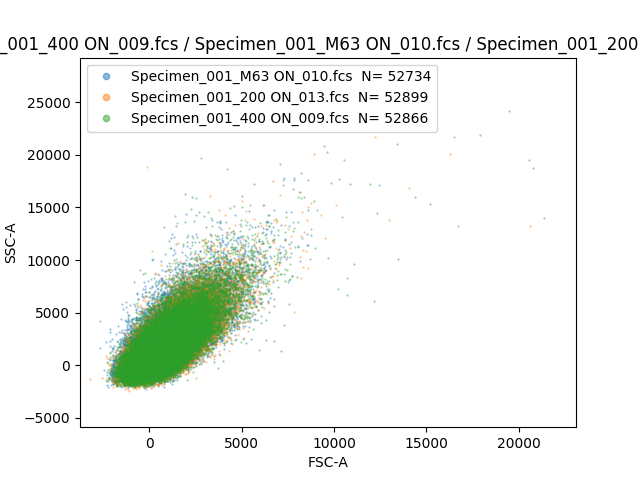 _001_400 ON_009.fcs / Specimen_001_M63 ON_010.fcs / Specimen_001_200
Specimen_001_M63 ON_010.fcs  N= 52734
Specimen_001_200 ON_013.fcs  N= 52899
Specimen_001_400 ON_009.fcs  N= 52866
25000
20000
15000
10000
5000
0
−5000
SSC-A
0
5000
10000
15000
20000
FSC-A